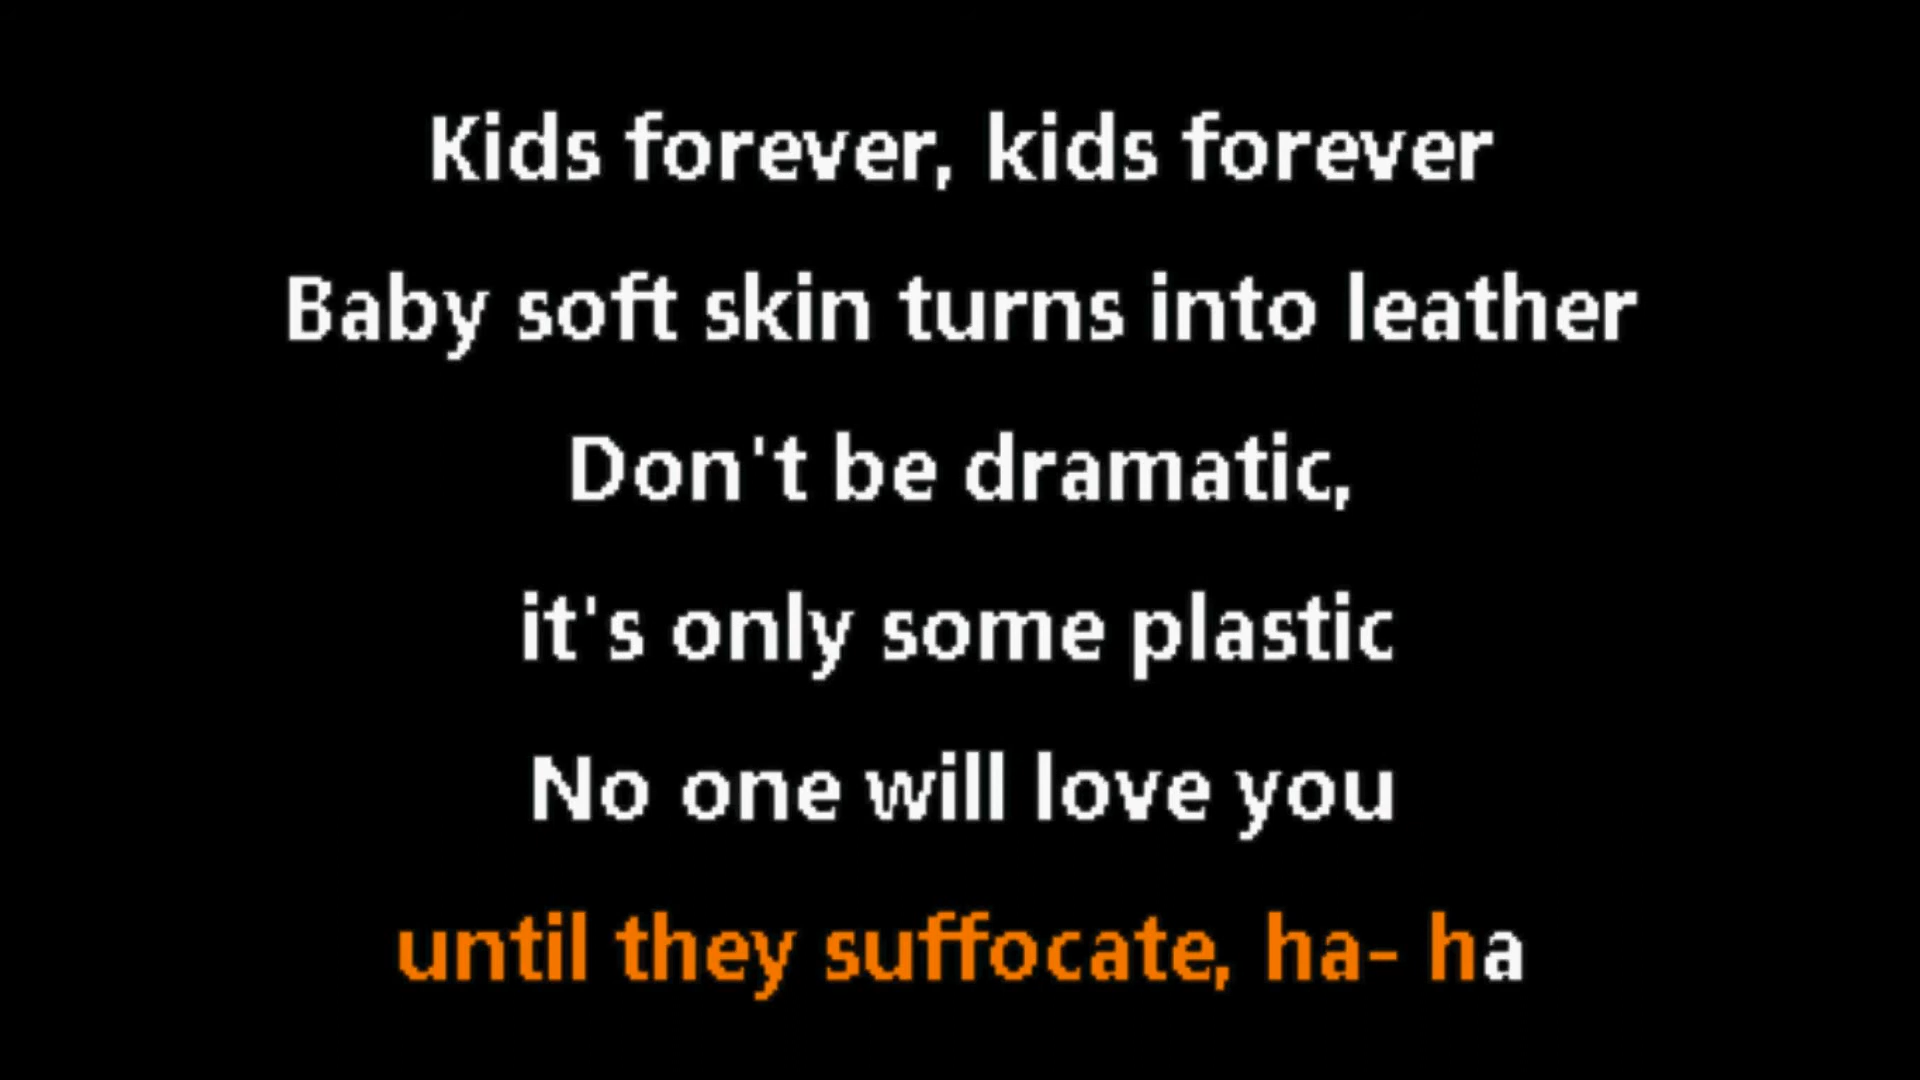 Kids forever, kids forever
Baby soft skin turns into leather
Don't be dramatic,
it's only some plastic
No one will love you
until they suffocate, ha- ha